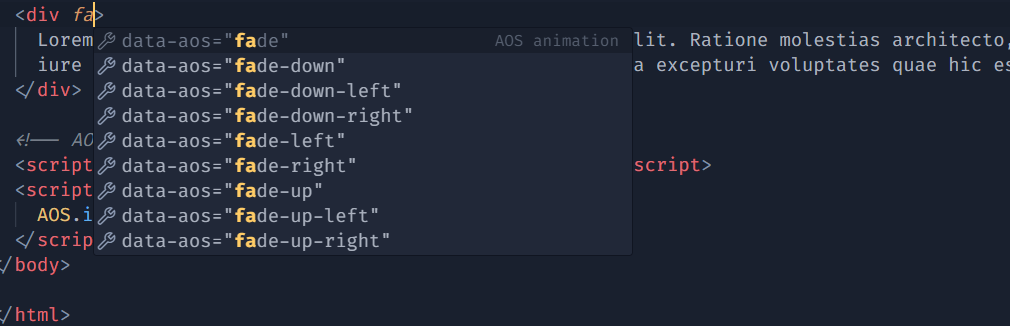 <div fa>
data-aos="fade" AOS animation
Lorem lit. Ratione molestias architecto,
data-aos="fade-down"
iure a excepturi voluptates quae hic es
data-aos="fade-down-left"
</div>
data-aos="fade-down-right"
<!-- AO
data-aos="fade-left"
<script script>
data-aos="fade-right"
<script
data-aos="fade-up"
AOS.i
data-aos="fade-up-left"
</scrip
data-aos="fade-up-right"
</body>
</html>